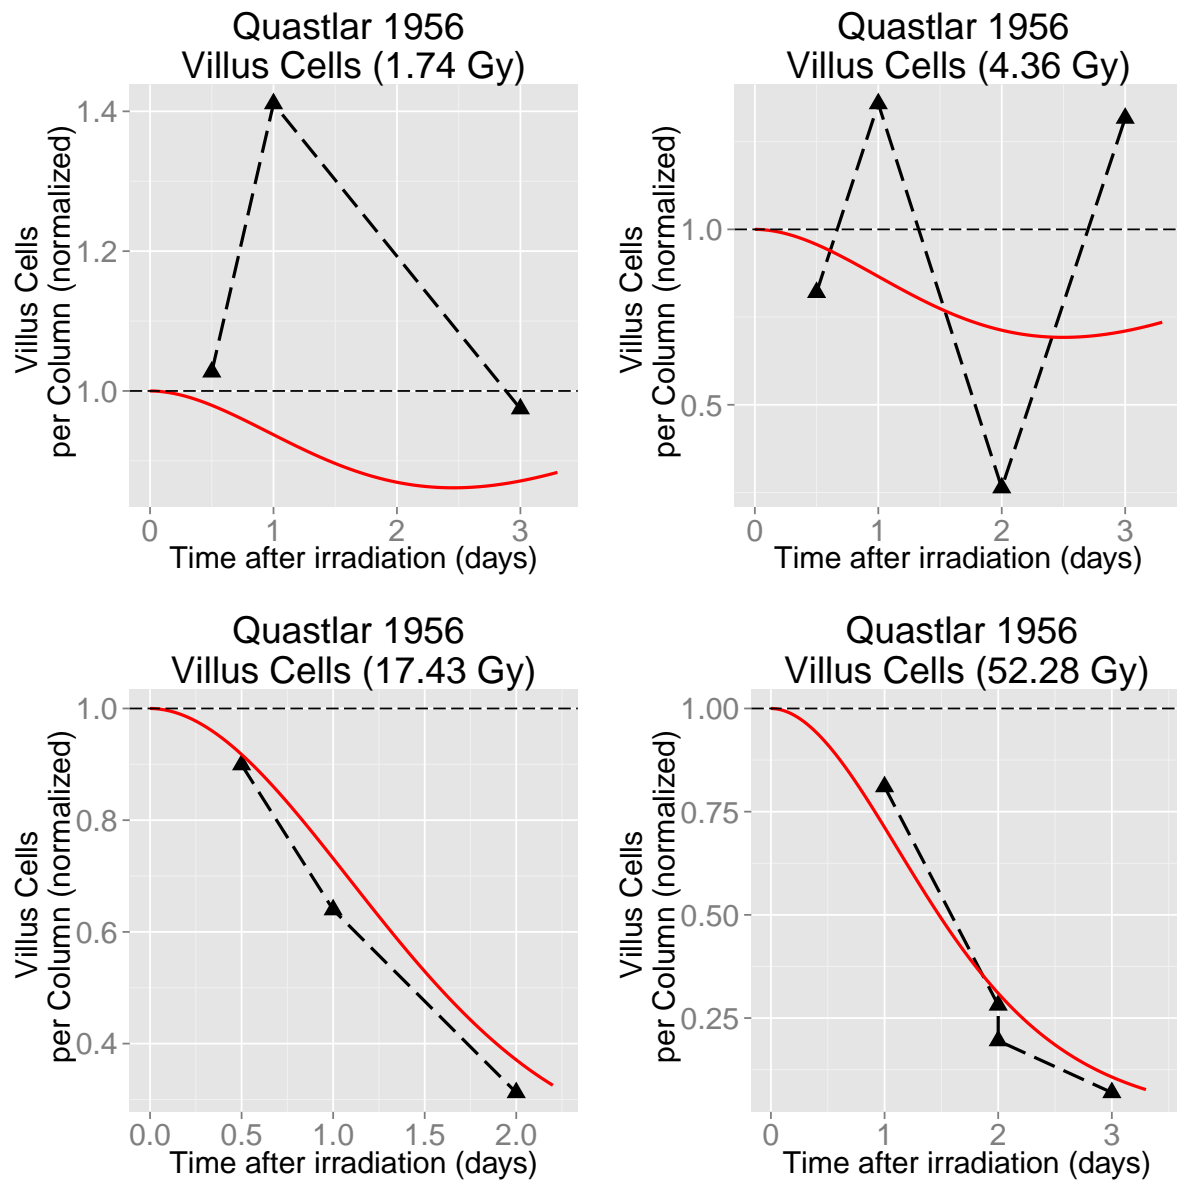 Quastlar 1956
Villus Cells (1.74 Gy)
Villus Cells
per Column (normalized)
1.4
1.2
1.0
0 1 2 3
Time after irradiation (days)
Quastlar 1956
Villus Cells (4.36 Gy)
Villus Cells
per Column (normalized)
1.0
0.5
0 1 2 3
Time after irradiation (days)
Quastlar 1956
Villus Cells (17.43 Gy)
Villus Cells
per Column (normalized)
1.0
0.8
0.6
0.4
0.0 0.5 1.0 1.5 2.0
Time after irradiation (days)
Quastlar 1956
Villus Cells (52.28 Gy)
Villus Cells
per Column (normalized)
1.00
0.75
0.50
0.25
0 1 2 3
Time after irradiation (days)